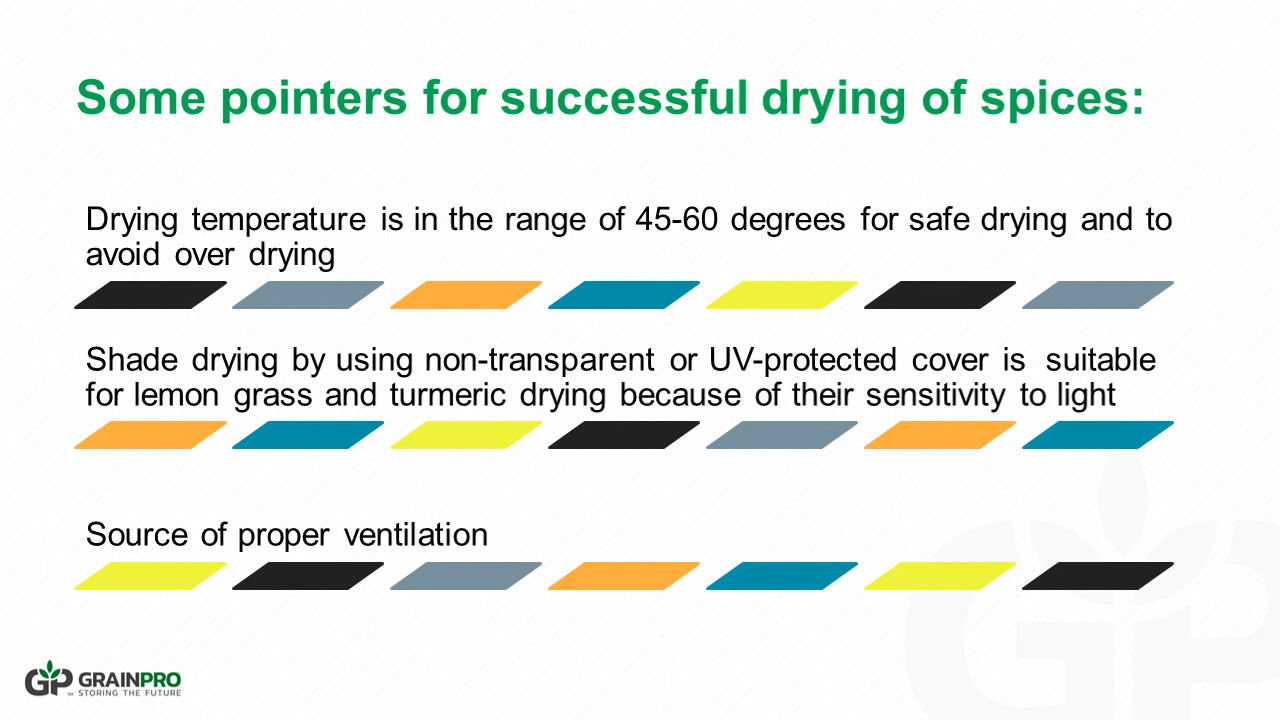 Some pointers for successful drying of spices:
Drying temperature is in the range of 45-60 degrees for safe drying and to
avoid over drying
Shade drying by using non-transparent or UV-protected cover is suitable
for lemon grass and turmeric drying because of their sensitivity to light
Source of proper ventilation
GP GRAINPRO
TM STORING THE FUTURE
GP